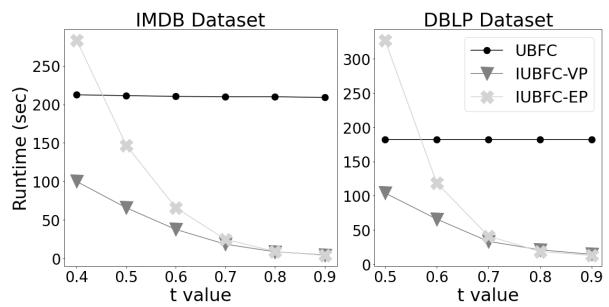 IMDB Dataset
Runtime (sec)
250
200
150
100
50
0
0.4 0.5 0.6 0.7 0.8 0.9
t value
DBLP Dataset
300
250
200
150
100
50
0
0.5 0.6 0.7 0.8 0.9
t value
UBFC
IUBFC-VP
IUBFC-EP